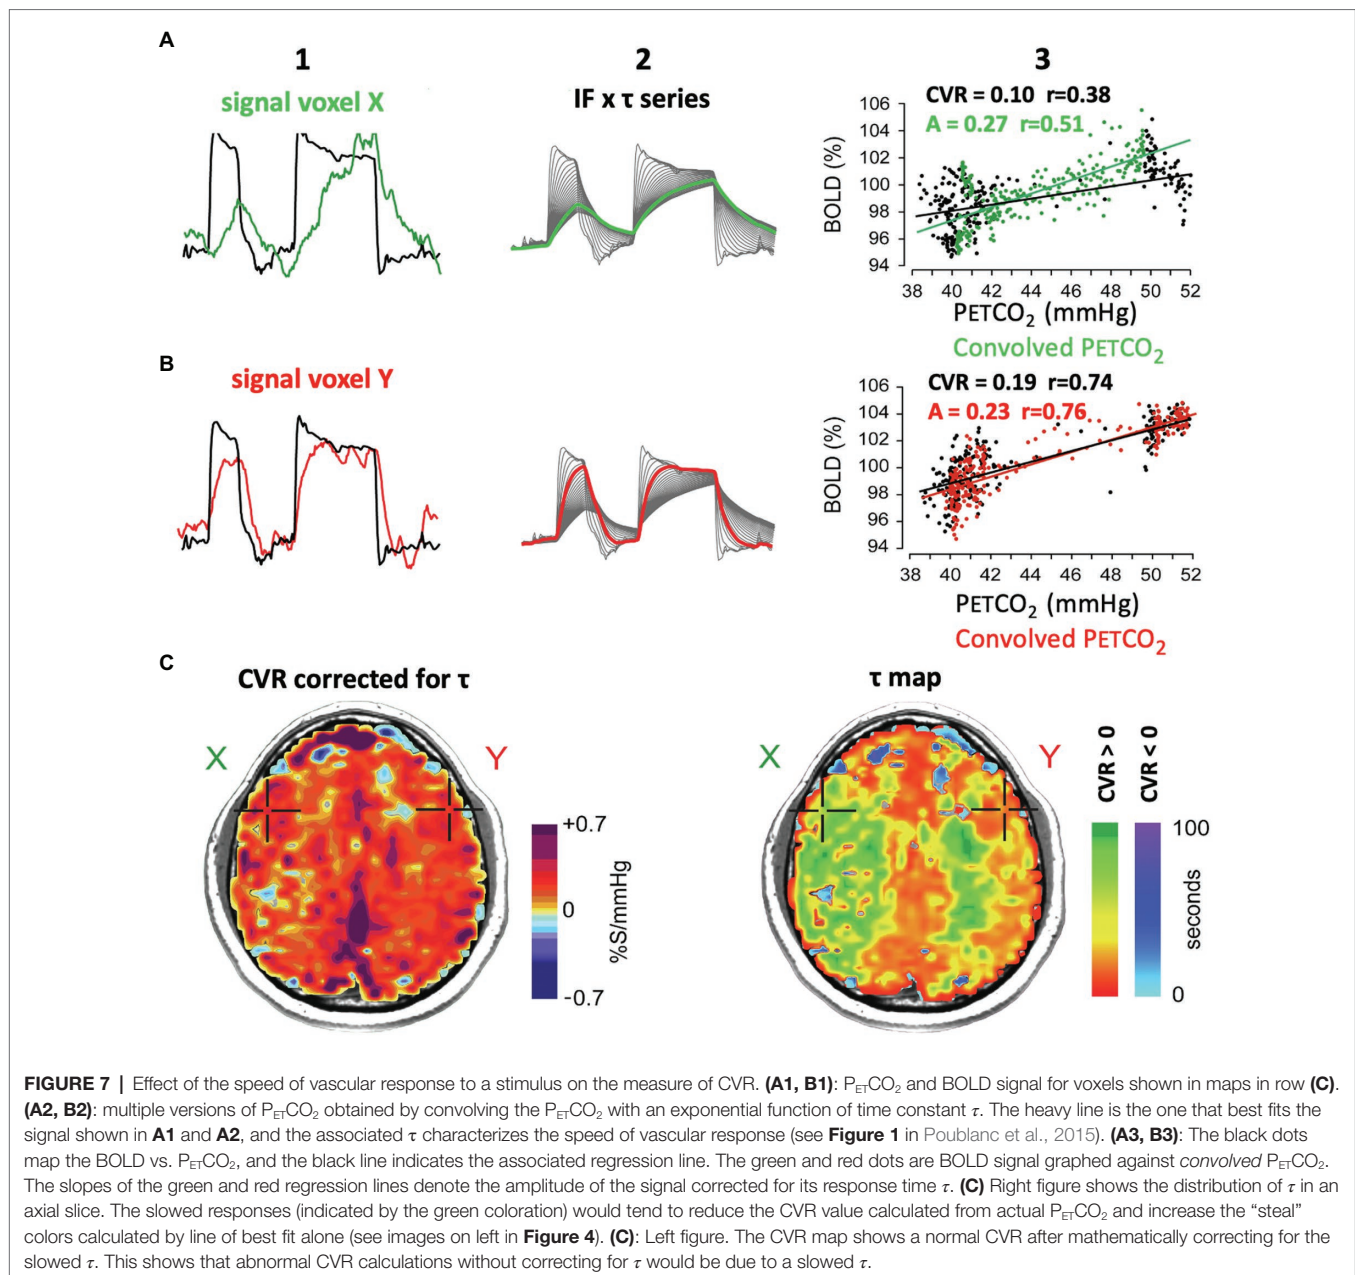 A
1
2
3
signal voxel X
IF x τ series
CVR = 0.10 r=0.38
A = 0.27 r=0.51
BOLD (%)
106
104
102
100
98
96
94
38 40 42 44 46 48 50 52
PETCO2 (mmHg)
Convolved PETCO2
B
signal voxel Y
CVR = 0.19 r=0.74
A = 0.23 r=0.76
BOLD (%)
106
104
102
100
98
96
94
38 40 42 44 46 48 50 52
PETCO2 (mmHg)
Convolved PETCO2
C
CVR corrected for τ
τ map
X
Y
+0.7
0
-0.7
%S/mmHg
X
Y
CVR > 0
CVR < 0
100
0
seconds
FIGURE 7 | Effect of the speed of vascular response to a stimulus on the measure of CVR. (A1, B1): PETCO2 and BOLD signal for voxels shown in maps in row (C).
(A2, B2): multiple versions of PETCO2 obtained by convolving the PETCO2 with an exponential function of time constant τ. The heavy line is the one that best fits the
signal shown in A1 and A2, and the associated τ characterizes the speed of vascular response (see Figure 1 in Poublanc et al., 2015). (A3, B3): The black dots
map the BOLD vs. PETCO2, and the black line indicates the associated regression line. The green and red dots are BOLD signal graphed against convolved PETCO2.
The slopes of the green and red regression lines denote the amplitude of the signal corrected for its response time τ. (C) Right figure shows the distribution of τ in an
axial slice. The slowed responses (indicated by the green coloration) would tend to reduce the CVR value calculated from actual PETCO2 and increase the “steal”
colors calculated by line of best fit alone (see images on left in Figure 4). (C): Left figure. The CVR map shows a normal CVR after mathematically correcting for the
slowed τ. This shows that abnormal CVR calculations without correcting for τ would be due to a slowed τ.